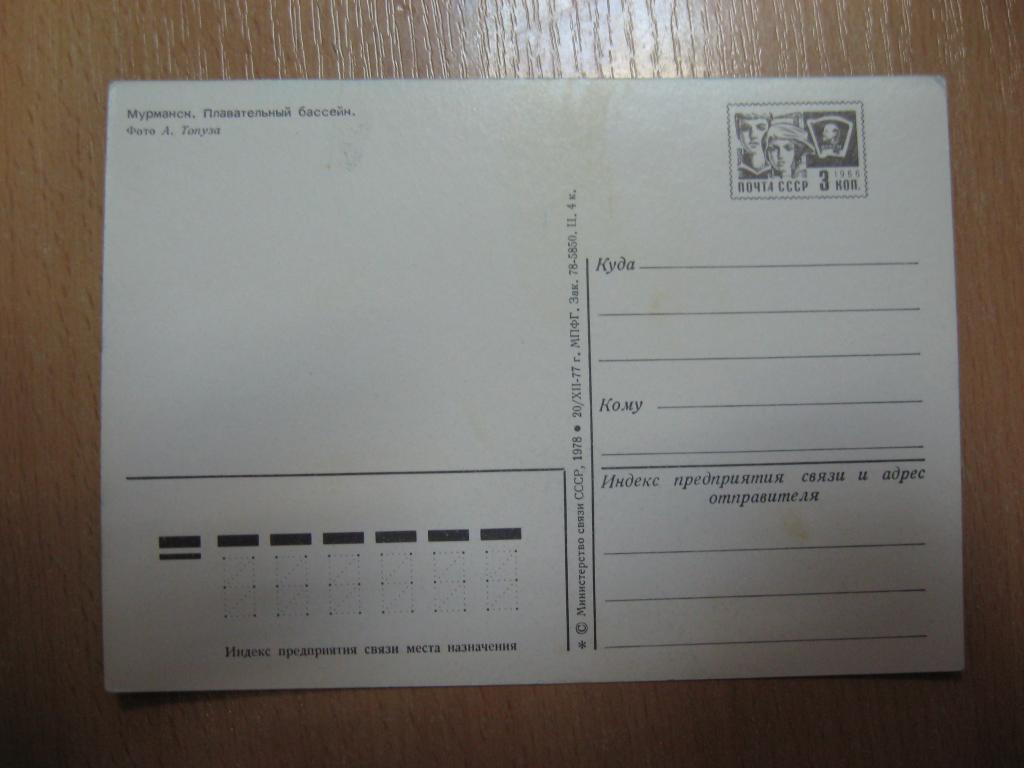 Мурманск. Плавательный бассейн.
Фото А. Топуза
1966
ПОЧТА СССР 3 КОП.
* © Министерство связи СССР, 1978 • 20/XII-77 г. МПФГ. Зак. 78-5850. Ц. 4 к.
Куда
Кому
Индекс предприятия связи и адрес
отправителя
Индекс предприятия связи места назначения